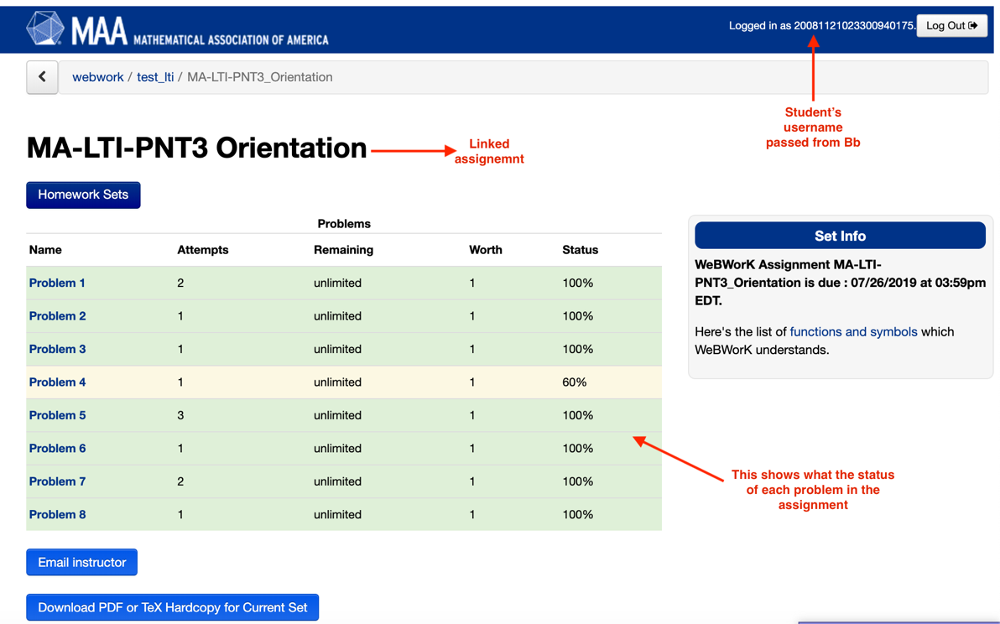 MAA MATHEMATICAL ASSOCIATION OF AMERICA
Logged in as 20081121023300940175.
Log Out
webwork / test_lti / MA-LTI-PNT3_Orientation
Student's
username
passed from Bb
MA-LTI-PNT3 Orientation
Linked
assignemnt
Homework Sets
Problems
Name Attempts Remaining Worth Status
Problem 1 2 unlimited 1 100%
Problem 2 1 unlimited 1 100%
Problem 3 1 unlimited 1 100%
Problem 4 1 unlimited 1 60%
Problem 5 3 unlimited 1 100%
Problem 6 1 unlimited 1 100%
Problem 7 2 unlimited 1 100%
Problem 8 1 unlimited 1 100%
Set Info
WeBWorK Assignment MA-LTI-
PNT3_Orientation is due : 07/26/2019 at 03:59pm
EDT.
Here's the list of functions and symbols which
WeBWorK understands.
This shows what the status
of each problem in the
assignment
Email instructor
Download PDF or TeX Hardcopy for Current Set